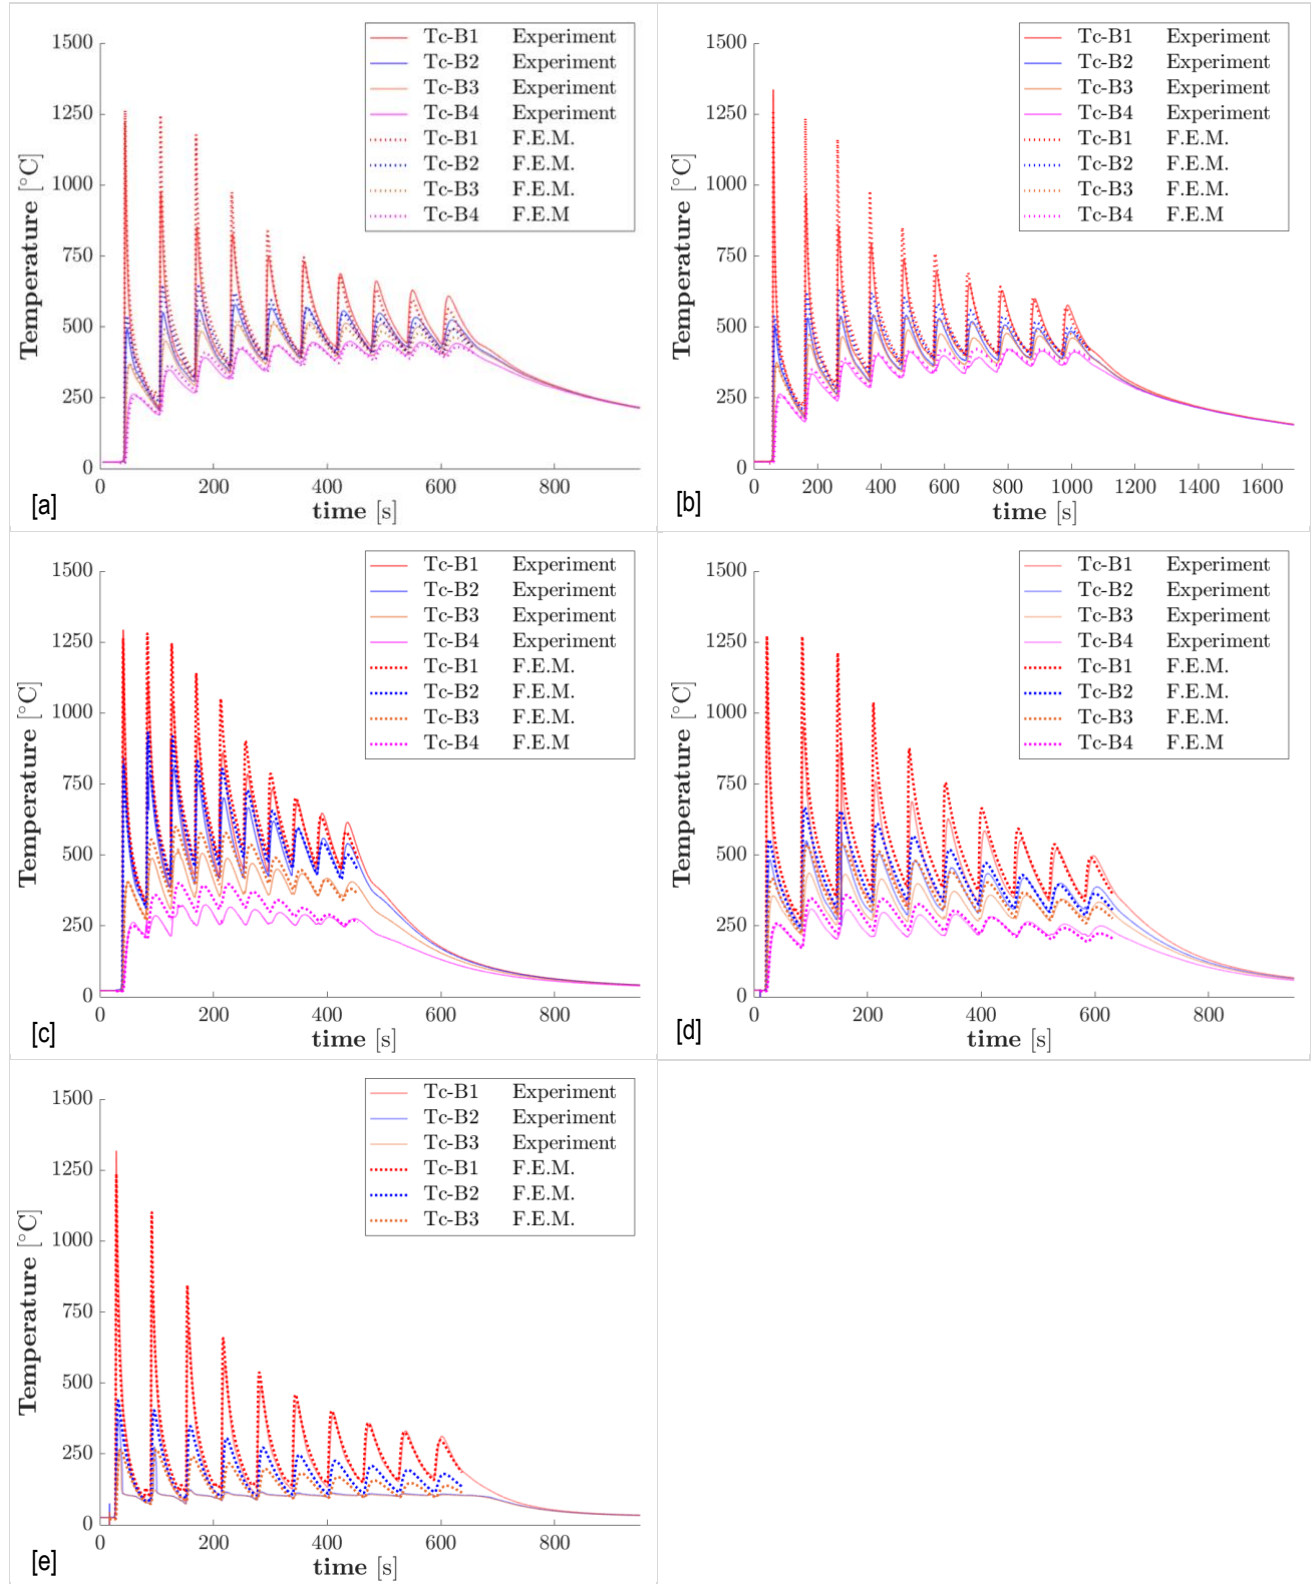 1500
1250
1000
750
500
250
0
Temperature [°C]
0 200 400 600 800
time [s]
Tc-B1 Experiment
Tc-B2 Experiment
Tc-B3 Experiment
Tc-B4 Experiment
Tc-B1 F.E.M.
Tc-B2 F.E.M.
Tc-B3 F.E.M.
Tc-B4 F.E.M
[a]
1500
1250
1000
750
500
250
0
Temperature [°C]
0 200 400 600 800 1000 1200 1400 1600
time [s]
Tc-B1 Experiment
Tc-B2 Experiment
Tc-B3 Experiment
Tc-B4 Experiment
Tc-B1 F.E.M.
Tc-B2 F.E.M.
Tc-B3 F.E.M.
Tc-B4 F.E.M
[b]
1500
1250
1000
750
500
250
0
Temperature [°C]
0 200 400 600 800
time [s]
Tc-B1 Experiment
Tc-B2 Experiment
Tc-B3 Experiment
Tc-B4 Experiment
Tc-B1 F.E.M.
Tc-B2 F.E.M.
Tc-B3 F.E.M.
Tc-B4 F.E.M
[c]
1500
1250
1000
750
500
250
0
Temperature [°C]
0 200 400 600 800
time [s]
Tc-B1 Experiment
Tc-B2 Experiment
Tc-B3 Experiment
Tc-B4 Experiment
Tc-B1 F.E.M.
Tc-B2 F.E.M.
Tc-B3 F.E.M.
Tc-B4 F.E.M
[d]
1500
1250
1000
750
500
250
0
Temperature [°C]
0 200 400 600 800
time [s]
Tc-B1 Experiment
Tc-B2 Experiment
Tc-B3 Experiment
Tc-B1 F.E.M.
Tc-B2 F.E.M.
Tc-B3 F.E.M.
[e]